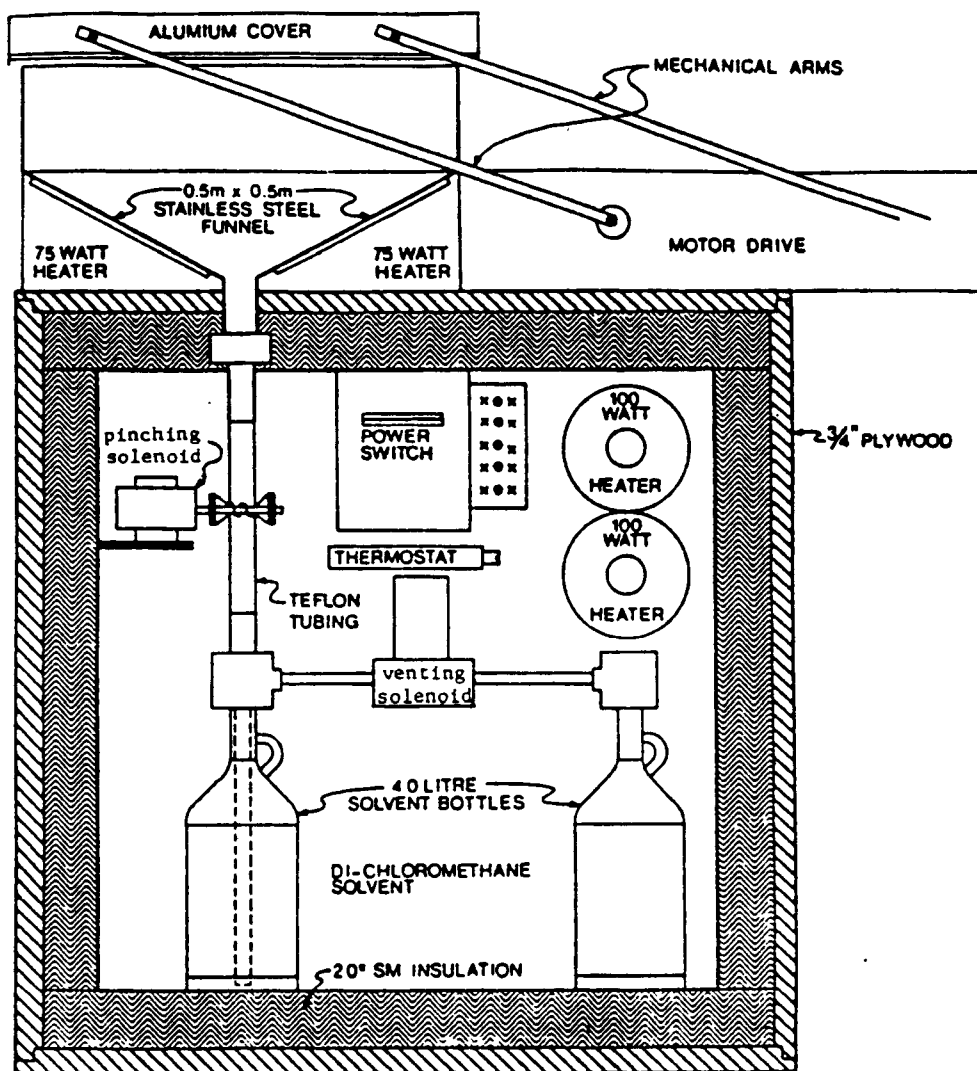 ALUMIUM COVER
MECHANICAL ARMS
0.5m x 0.5m
STAINLESS STEEL
FUNNEL
75 WATT
HEATER
75 WATT
HEATER
MOTOR DRIVE
pinching
solenoid
POWER
SWITCH
100
WATT
HEATER
3/4" PLYWOOD
THERMOSTAT
100
WATT
HEATER
TEFLON
TUBING
venting
solenoid
4.0 LITRE
SOLVENT BOTTLES
DI-CHLOROMETHANE
SOLVENT
2.0" SM INSULATION